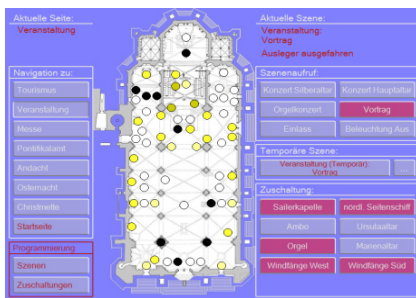 Aktuelle Seite:
Veranstaltung
Navigation zu:
Tourismus
Veranstaltung
Messe
Pontifikalamt
Andacht
Osternacht
Christmette
Startseite
Programmierung:
Szenen
Zuschaltungen
Aktuelle Szene:
Veranstaltung:
Vortrag
Ausleger ausgefahren
Szenenaufruf:
Konzert Silberaltar
Konzert Hauptaltar
Orgelkonzert
Vortrag
Einlass
Beleuchtung Aus
Temporäre Szene:
Veranstaltung (Temporär):
Vortrag
...
Zuschaltung:
Sailerkapelle
nördl. Seitenschiff
Ambo
Ursulaaltar
Orgel
Marienaltar
Windfänge West
Windfänge Süd